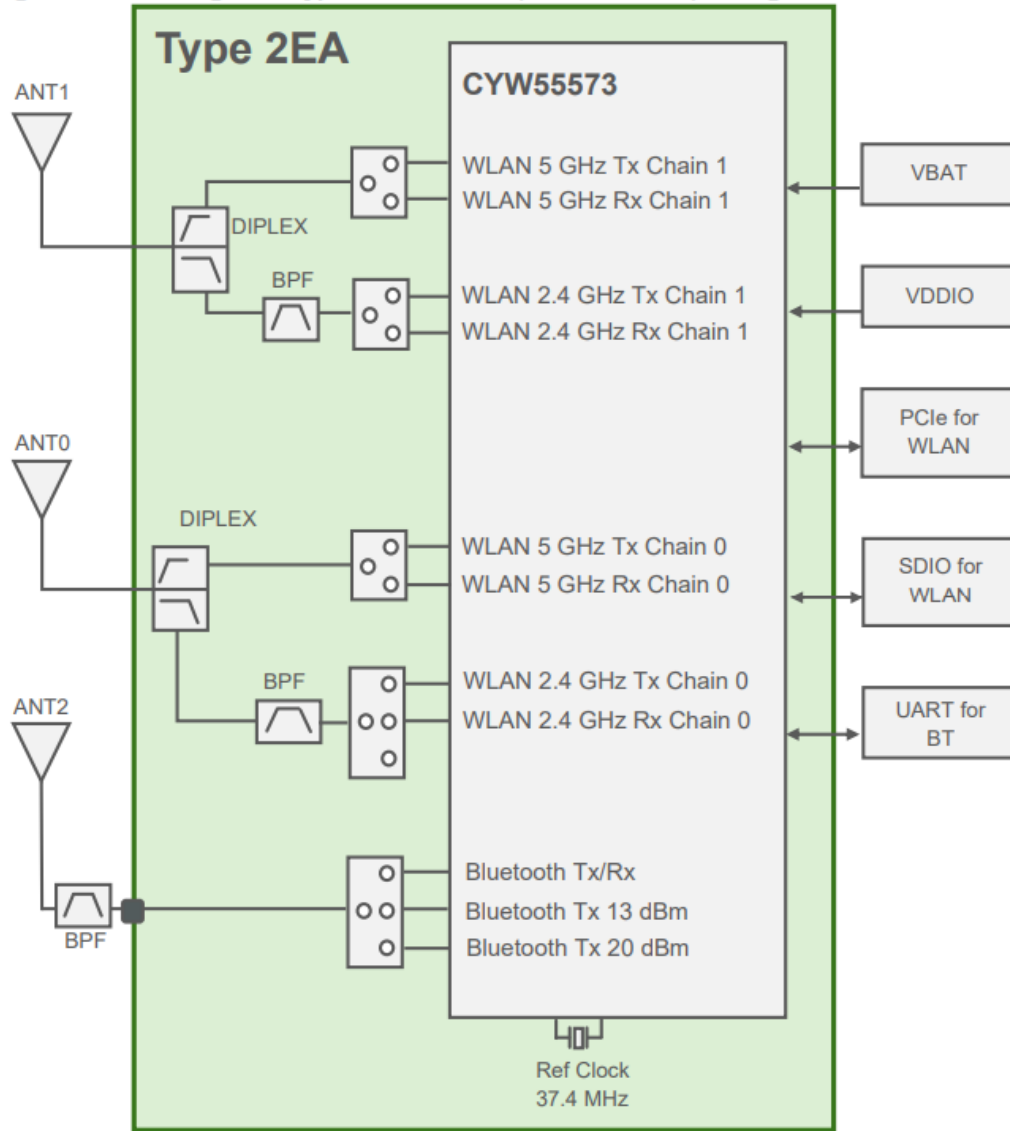 Type 2EA
CYW55573
ANT1
WLAN 5 GHz Tx Chain 1
WLAN 5 GHz Rx Chain 1
DIPLEX
BPF
WLAN 2.4 GHz Tx Chain 1
WLAN 2.4 GHz Rx Chain 1
VBAT
VDDIO
PCIe for
WLAN
ANT0
DIPLEX
WLAN 5 GHz Tx Chain 0
WLAN 5 GHz Rx Chain 0
SDIO for
WLAN
BPF
WLAN 2.4 GHz Tx Chain 0
WLAN 2.4 GHz Rx Chain 0
UART for
BT
ANT2
BPF
Bluetooth Tx/Rx
Bluetooth Tx 13 dBm
Bluetooth Tx 20 dBm
Ref Clock
37.4 MHz